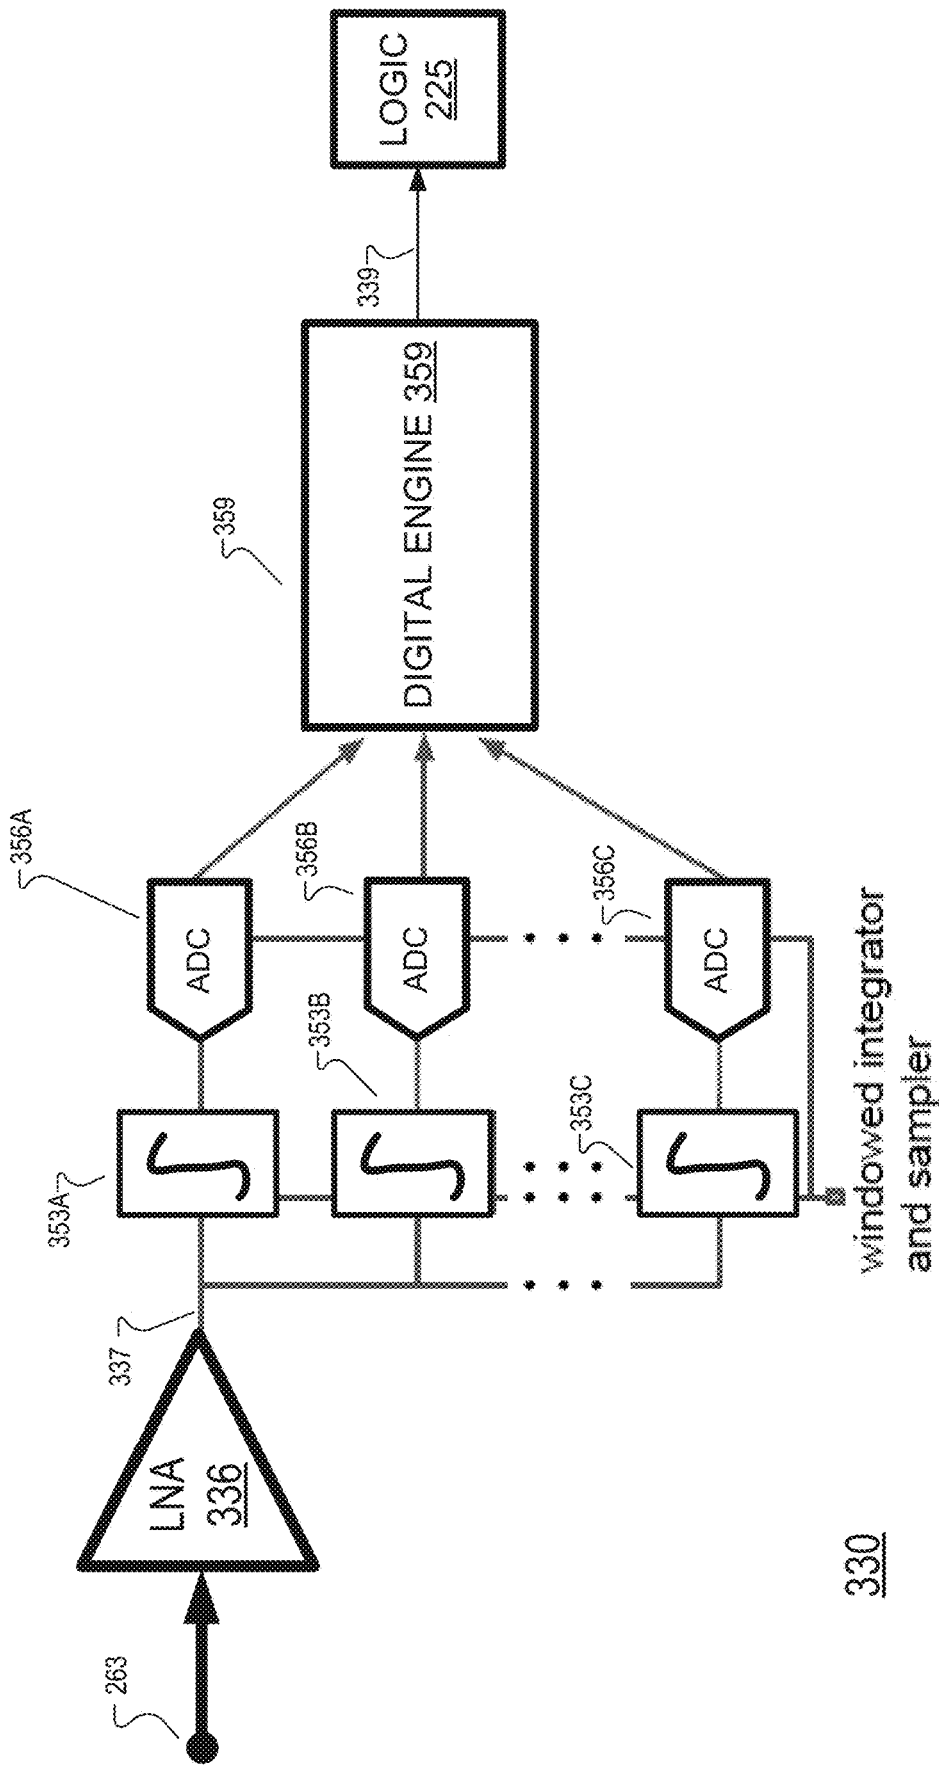 263
LNA
336
337
353A
353B
353C
ADC
356A
ADC
356B
ADC
356C
359
DIGITAL ENGINE 359
339
LOGIC
225
windowed integrator
and sampler
330